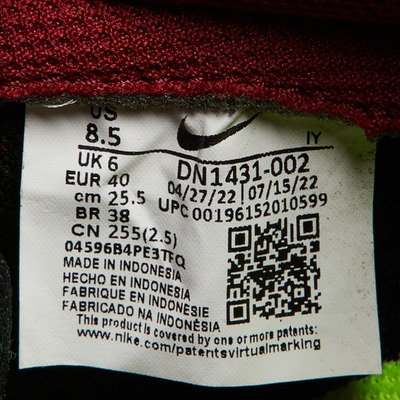 US
8.5
IY
UK 6
EUR 40
cm 25.5
BR 38
CN 255(2.5)
DN1431-002
04/27/22 07/15/22
UPC 00196152010599
04596B4PE3TFQ
MADE IN INDONESIA
HECHO EN INDONESIA
FABRIQUE EN INDONESIE
FABRICADO NA INDONÉSIA
This product is covered by one or more patents:
www.nike.com/patentsvirtualmarking